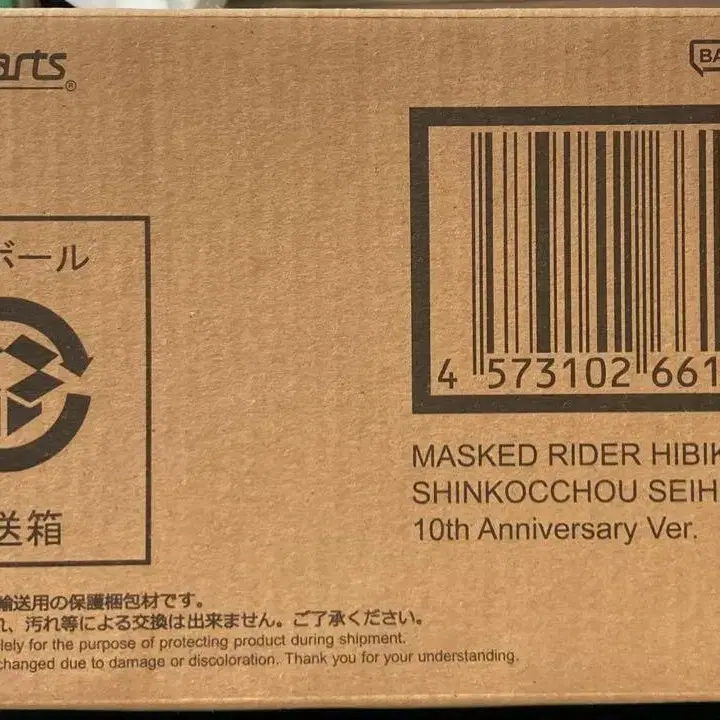 arts®
BA
ボール
送箱
4 573102 661
MASKED RIDER HIBIK
SHINKOCCHOU SEIH
10th Anniversary Ver.
輸送用の保護梱包材です。
れ、汚れ等による交換は出来ません。ご了承ください。
lely for the purpose of protecting product during shipment.
changed due to damage or discoloration. Thank you for your understanding.